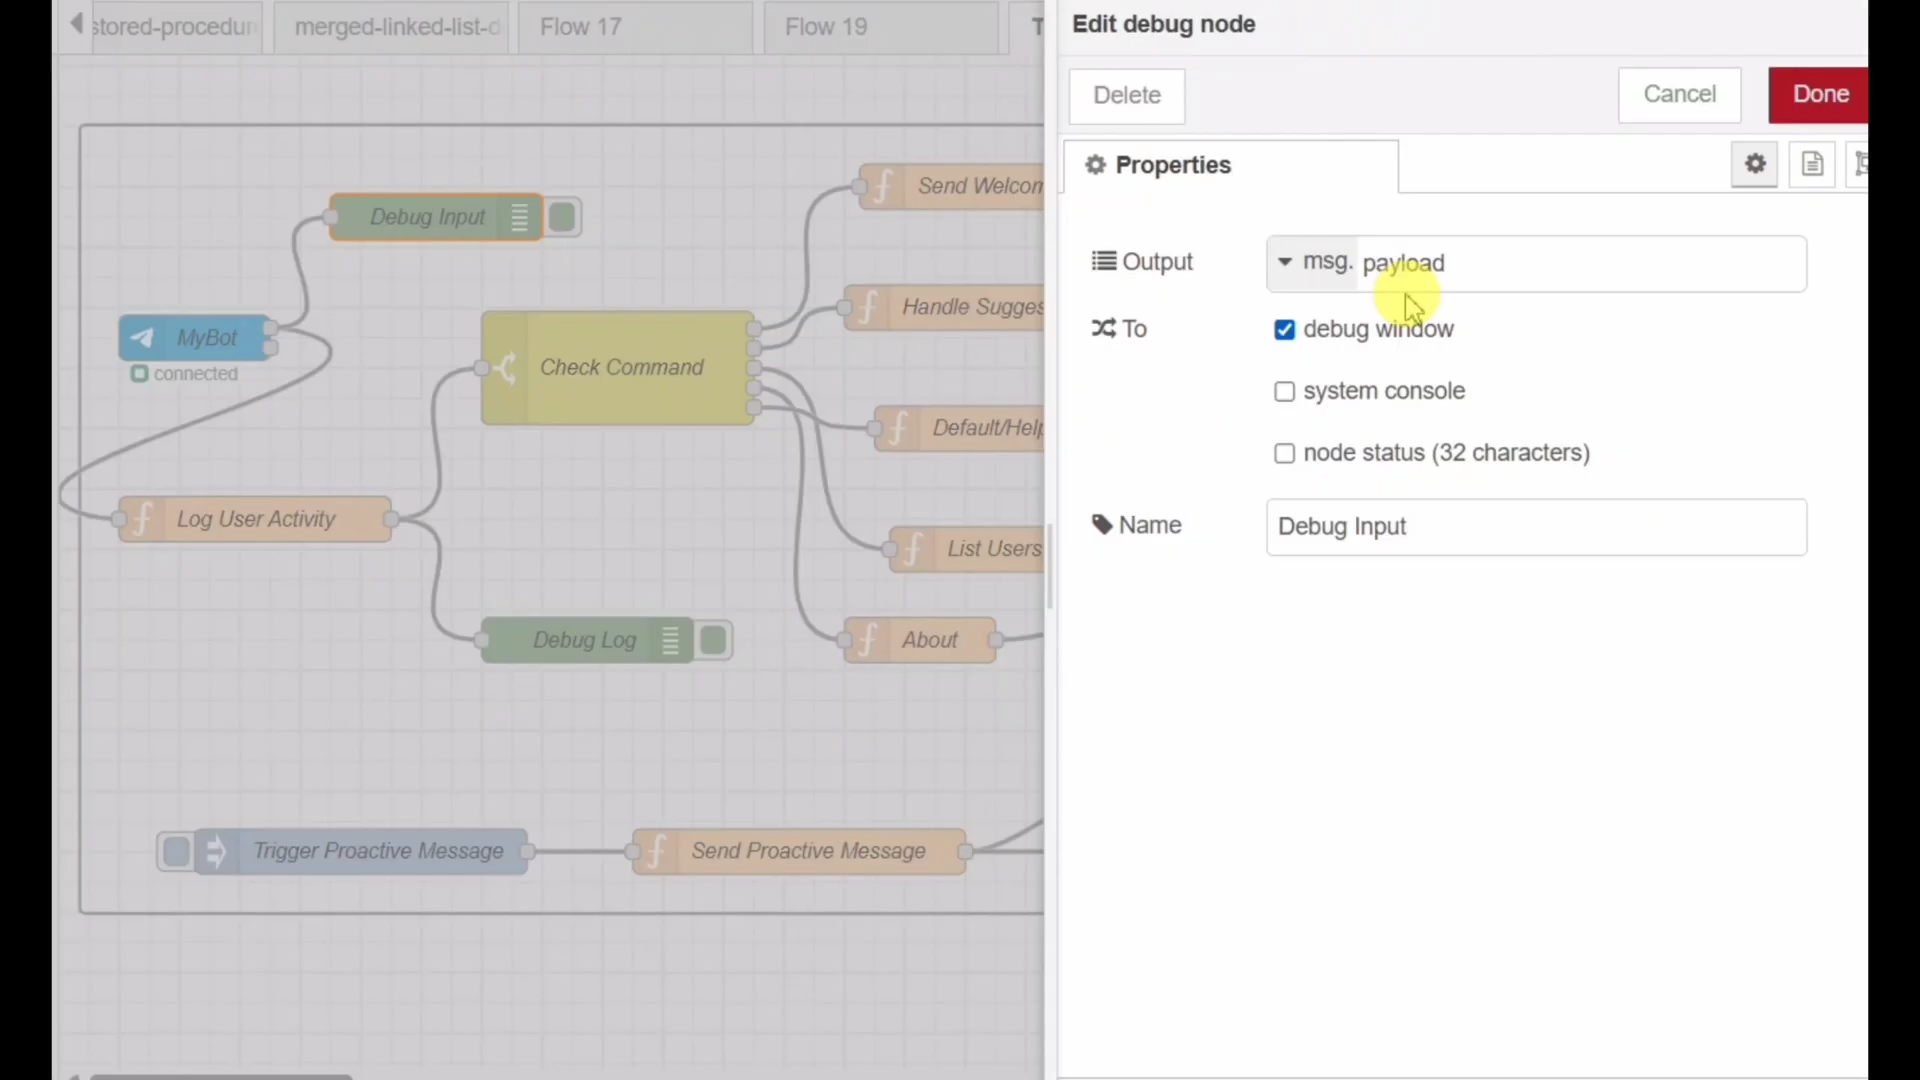 stored-procedur
merged-linked-list-d
Flow 17
Flow 19
T
Edit debug node
Delete
Cancel
Done
Properties
Output
msg. payload
To
debug window
system console
node status (32 characters)
Name
Debug Input
Debug Input
MyBot
connected
Check Command
Send Welcom
Handle Sugges
Default/Help
List Users
Log User Activity
Debug Log
About
Trigger Proactive Message
Send Proactive Message